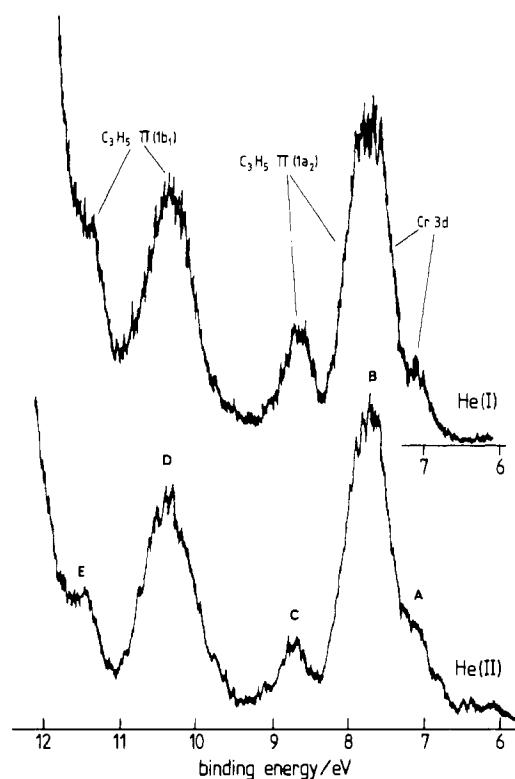 C₃H₅ π (1b₁)
C₃H₅ π (1a₂)
Cr 3d
He(I)
7 6
B
D
E
C
A
He(II)
12 11 10 9 8 7 6
binding energy/eV